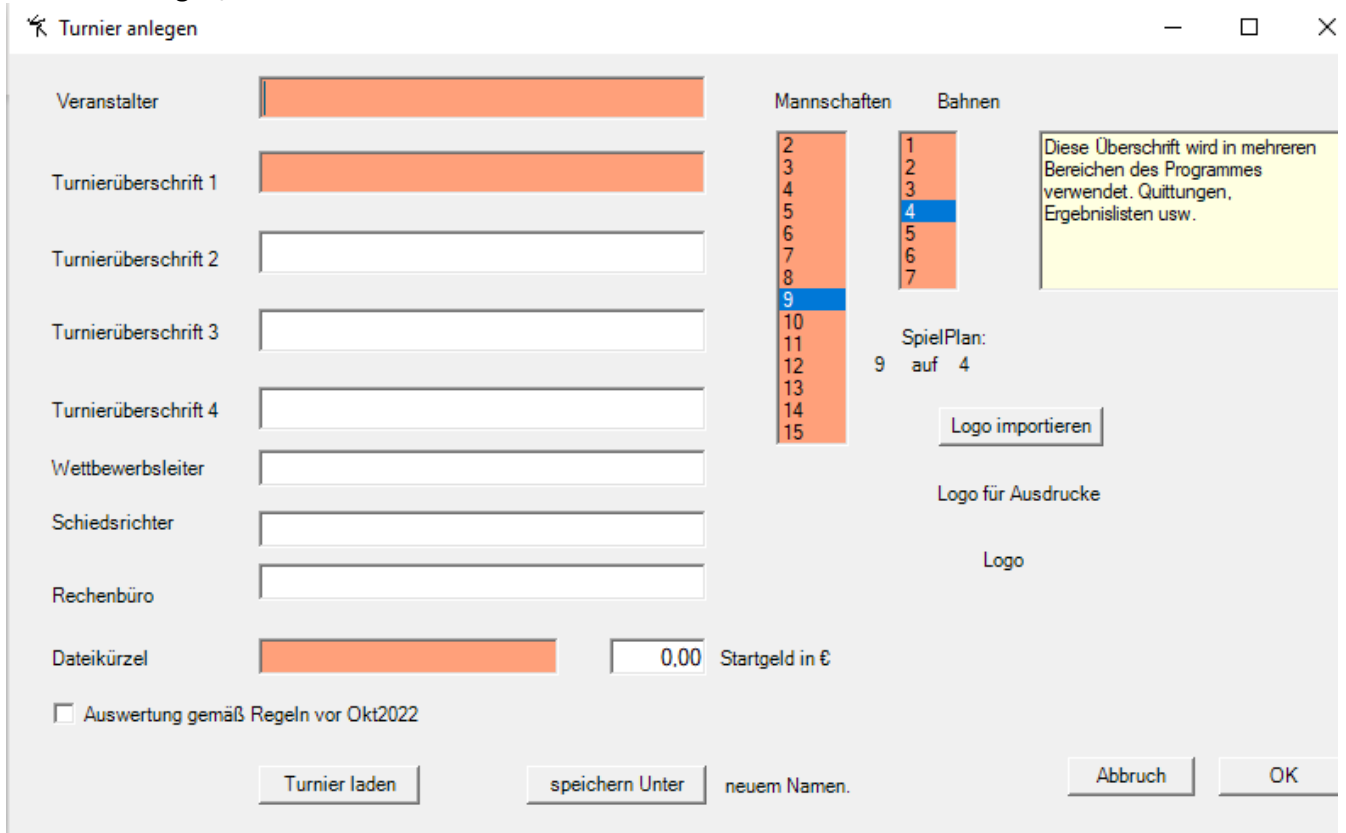 Turnier anlegen
Veranstalter
Turnierüberschrift 1
Turnierüberschrift 2
Turnierüberschrift 3
Turnierüberschrift 4
Wettbewerbsleiter
Schiedsrichter
Rechenbüro
Dateikürzel
0,00 Startgeld in €
Auswertung gemäß Regeln vor Okt2022
Turnier laden
speichern Unter
neuem Namen.
Mannschaften
2
3
4
5
6
7
8
9
10
11
12
13
14
15
Bahnen
1
2
3
4
5
6
7
Diese Überschrift wird in mehreren
Bereichen des Programmes
verwendet. Quittungen,
Ergebnislisten usw.
SpielPlan:
9 auf 4
Logo importieren
Logo für Ausdrucke
Logo
Abbruch
OK